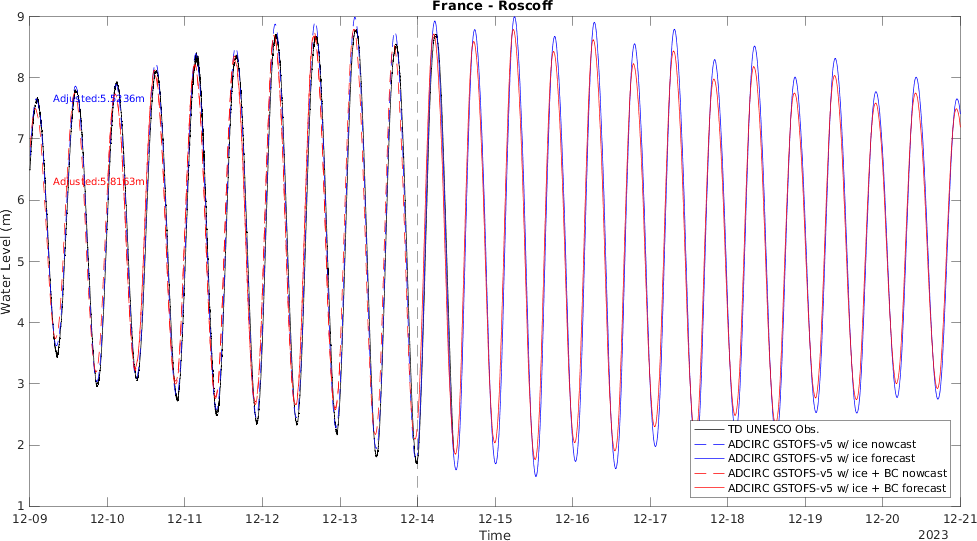 France - Roscoff
9
8
7
6
5
4
3
2
1
Water Level (m)
Adjusted:5.5236m
Adjusted:5.8163m
TD UNESCO Obs.
ADCIRC GSTOFS-v5 w/ ice nowcast
ADCIRC GSTOFS-v5 w/ ice forecast
ADCIRC GSTOFS-v5 w/ ice + BC nowcast
ADCIRC GSTOFS-v5 w/ ice + BC forecast
12-09 12-10 12-11 12-12 12-13 12-14 12-15 12-16 12-17 12-18 12-19 12-20 12-21
Time 2023